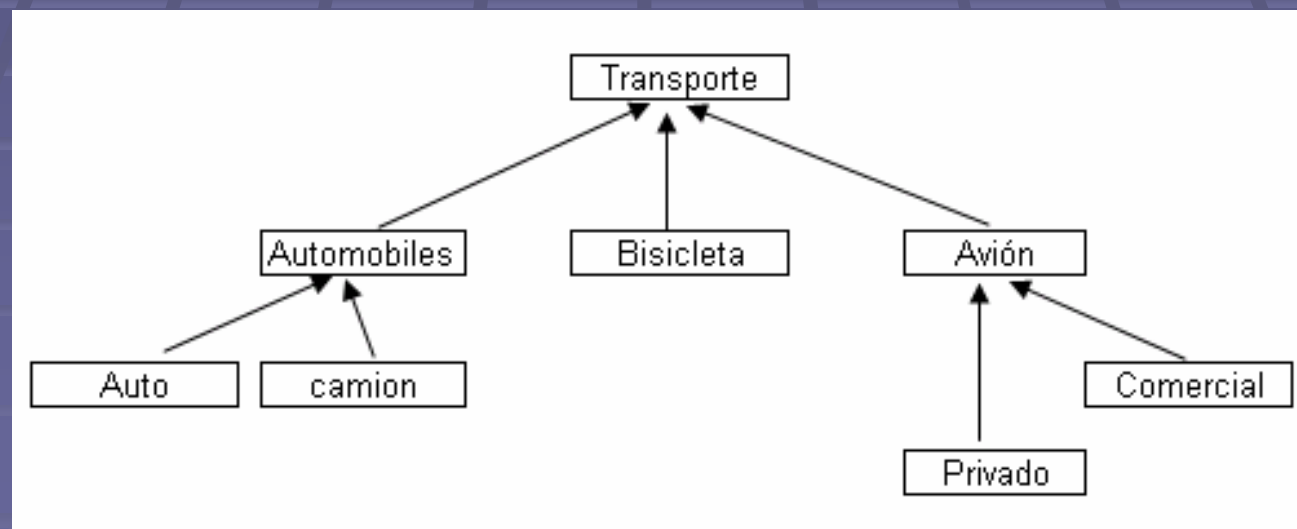 Transporte
Automobiles
Bisicleta
Avión
Auto
camion
Comercial
Privado